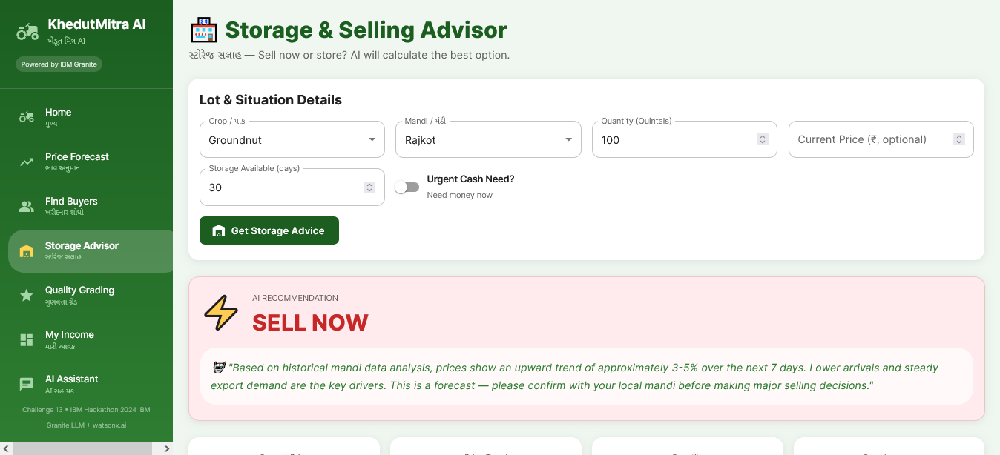 KhedutMitra AI
ખેડૂત મિત્ર AI
Powered by IBM Granite
Home
મુખ્ય
Price Forecast
ભાવ અનુમાન
Find Buyers
ખરીદનાર શોધો
Storage Advisor
સ્ટોરેજ સલાહ
Quality Grading
ગુણવત્તા ગ્રેડ
My Income
મારી આવક
AI Assistant
AI સહાયક
Challenge 13 • IBM Hackathon 2024 IBM
Granite LLM + watsonx.ai
Storage & Selling Advisor
સ્ટોરેજ સલાહ — Sell now or store? AI will calculate the best option.
Lot & Situation Details
Crop / પાક
Groundnut
Mandi / મંડી
Rajkot
Quantity (Quintals)
100
Current Price (₹, optional)
Storage Available (days)
30
Urgent Cash Need?
Need money now
Get Storage Advice
AI RECOMMENDATION
SELL NOW
"Based on historical mandi data analysis, prices show an upward trend of approximately 3-5% over the next 7 days. Lower arrivals and steady
export demand are the key drivers. This is a forecast — please confirm with your local mandi before making major selling decisions."